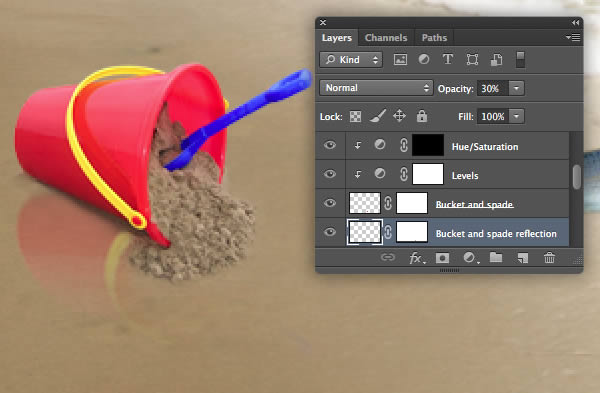 Layers Channels Paths
Kind T
Normal Opacity: 30%
Lock: Fill: 100%
Hue/Saturation
Levels
Bucket and spade
Bucket and spade reflection
fx